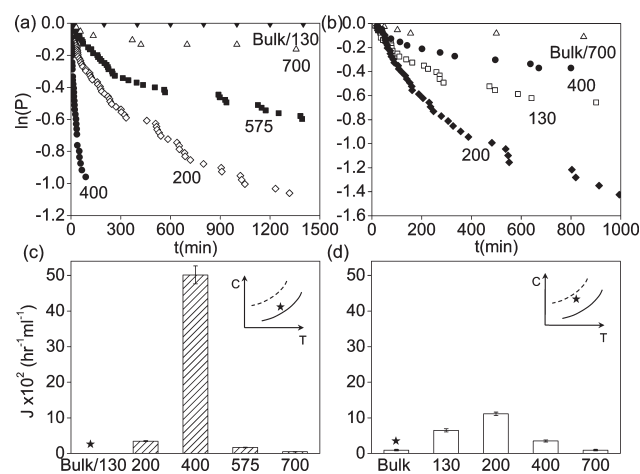 (a)
0.0
-0.2
-0.4
-0.6
-0.8
-1.0
-1.2
ln(P)
0 300 600 900 1200 1500
t(min)
Bulk/130
700
575
200
400
(b)
0.0
-0.2
-0.4
-0.6
-0.8
-1.0
-1.2
-1.4
-1.6
0 200 400 600 800 1000
t(min)
Bulk/700
400
130
200
(c)
50
40
30
20
10
0
J x10² (hr⁻¹ml⁻¹)
Bulk/130 200 400 575 700
C
T
(d)
50
40
30
20
10
0
Bulk 130 200 400 700
C
T